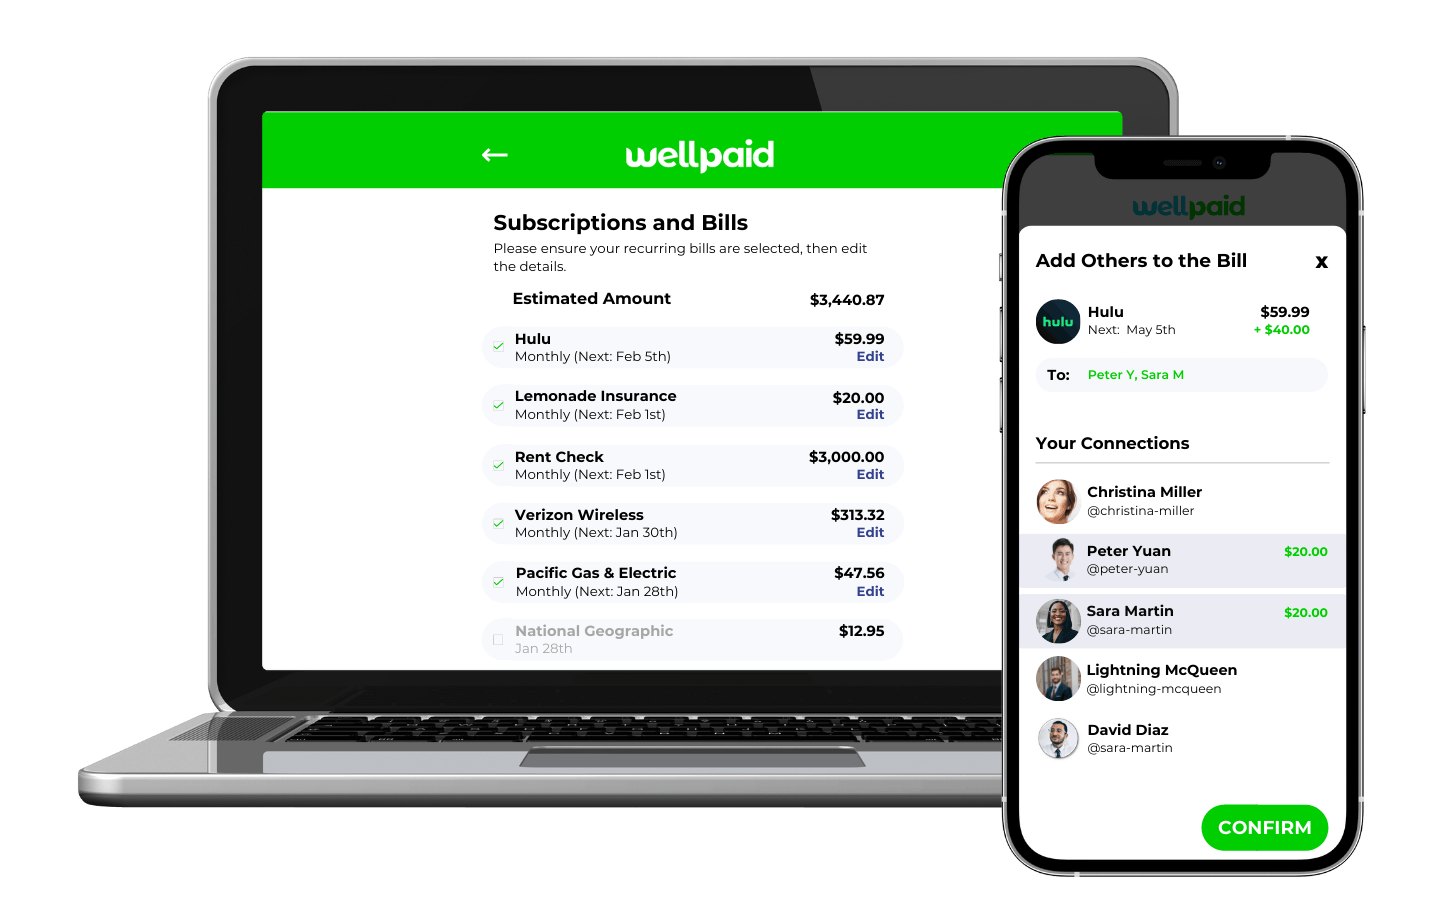 wellpaid
Subscriptions and Bills
Please ensure your recurring bills are selected, then edit
the details.
Estimated Amount $3,440.87
Hulu $59.99
Monthly (Next: Feb 5th) Edit
Lemonade Insurance $20.00
Monthly (Next: Feb 1st) Edit
Rent Check $3,000.00
Monthly (Next: Feb 1st) Edit
Verizon Wireless $313.32
Monthly (Next: Jan 30th) Edit
Pacific Gas & Electric $47.56
Monthly (Next: Jan 28th) Edit
National Geographic $12.95
Jan 28th
wellpaid
Add Others to the Bill x
hulu
Hulu $59.99
Next: May 5th + $40.00
To: Peter Y, Sara M
Your Connections
Christina Miller
@christina-miller
Peter Yuan $20.00
@peter-yuan
Sara Martin $20.00
@sara-martin
Lightning McQueen
@lightning-mcqueen
David Diaz
@sara-martin
CONFIRM